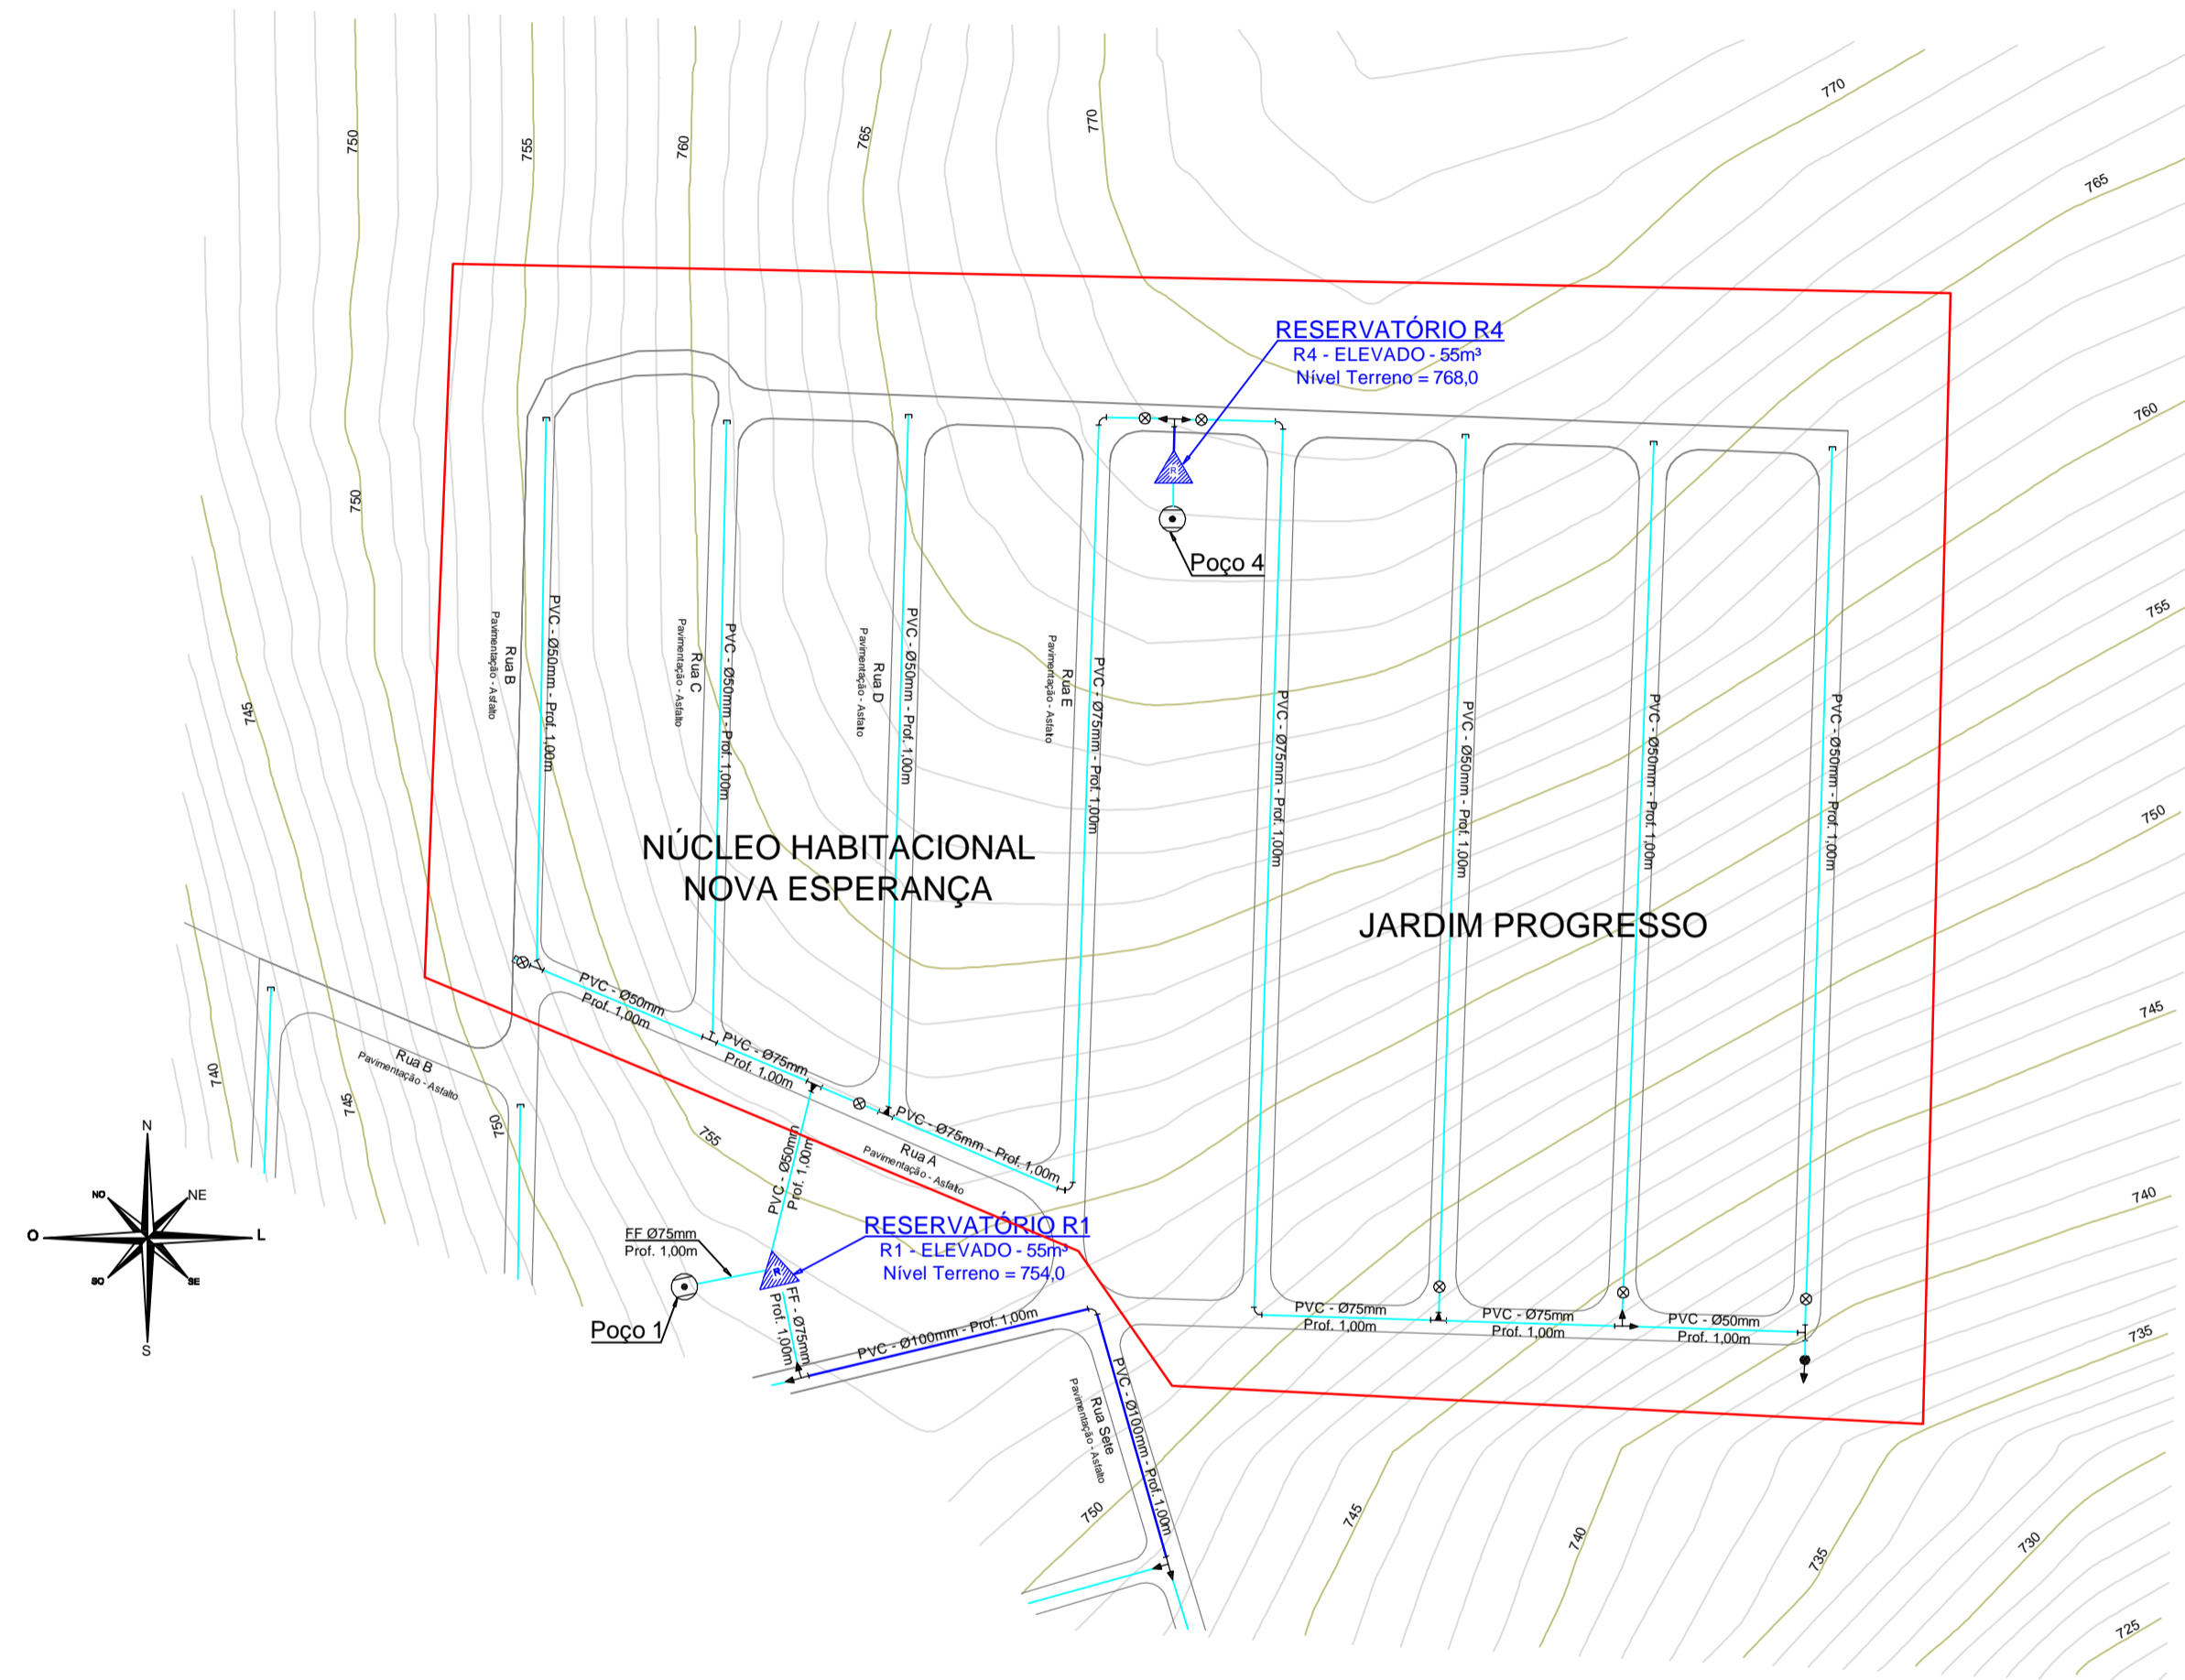 750
755
760
765
770
770
765
760
755
750
745
740
735
730
725
RESERVATÓRIO R4
R4 - ELEVADO - 55m³
Nível Terreno = 768,0
R
Poço 4
750
745
740
745
750
755
Rua B
Pavimentação - Asfalto
PVC - Ø50mm - Prof. 1,00m
Rua C
Pavimentação - Asfalto
PVC - Ø50mm - Prof. 1,00m
Rua D
Pavimentação - Asfalto
PVC - Ø50mm - Prof. 1,00m
Rua E
Pavimentação - Asfalto
PVC - Ø75mm - Prof. 1,00m
PVC - Ø75mm - Prof. 1,00m
PVC - Ø50mm - Prof. 1,00m
PVC - Ø50mm - Prof. 1,00m
PVC - Ø50mm - Prof. 1,00m
NÚCLEO HABITACIONAL
NOVA ESPERANÇA
JARDIM PROGRESSO
PVC - Ø50mm
Prof. 1,00m
PVC - Ø75mm
Prof. 1,00m
PVC - Ø75mm - Prof. 1,00m
Rua A
Pavimentação - Asfalto
Rua B
Pavimentação - Asfalto
PVC - Ø50mm
Prof. 1,00m
RESERVATÓRIO R1
R1 - ELEVADO - 55m³
Nível Terreno = 754,0
R
FF Ø75mm
Prof. 1,00m
Poço 1
FF - Ø75mm
Prof. 1,00m
PVC - Ø100mm - Prof. 1,00m
PVC - Ø100mm - Prof. 1,00m
Rua Sete
Pavimentação - Asfalto
PVC - Ø75mm
Prof. 1,00m
PVC - Ø75mm
Prof. 1,00m
PVC - Ø50mm
Prof. 1,00m
750
745
740
735
N
NE
L
SE
S
SO
O
NO